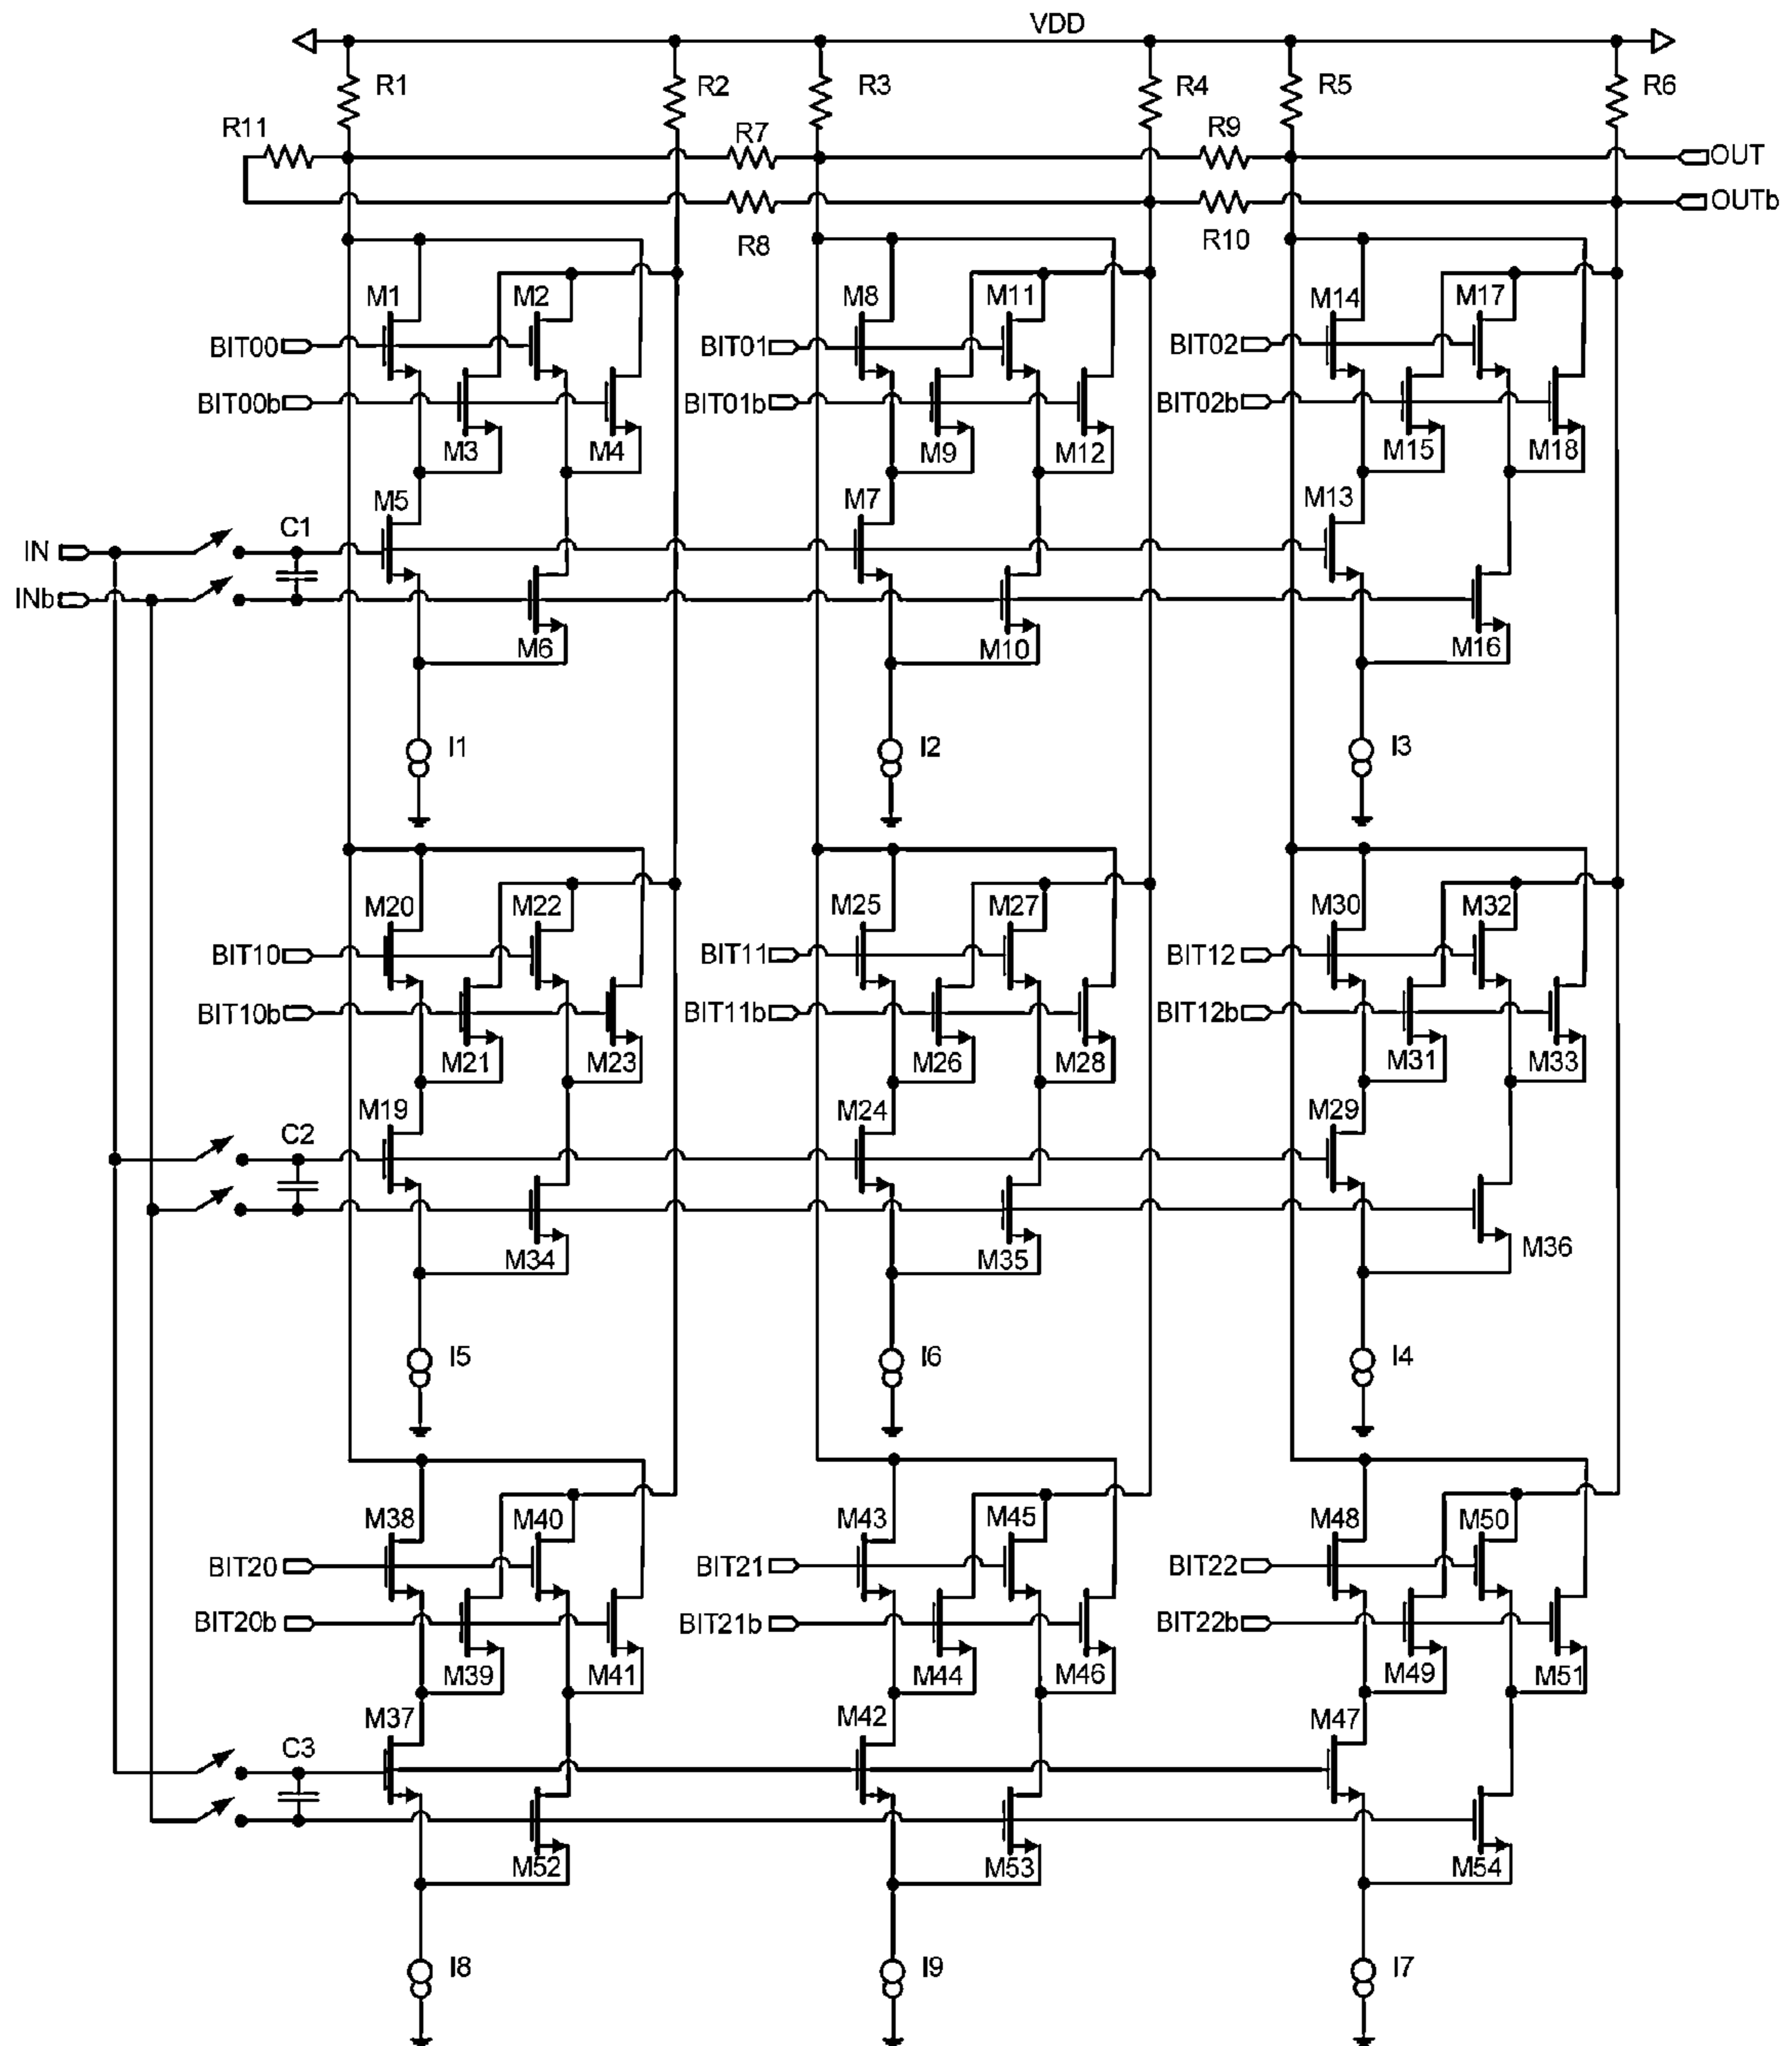 VDD
R1
R2
R3
R4
R5
R6
R11
R7
R9
OUT
OUTb
R8
R10
M1
M2
M8
M11
M14
M17
BIT00
BIT01
BIT02
BIT00b
BIT01b
BIT02b
M3
M4
M9
M12
M15
M18
M5
M7
M13
IN
C1
INb
M6
M10
M16
I1
I2
I3
M20
M22
M25
M27
M30
M32
BIT10
BIT11
BIT12
BIT10b
BIT11b
BIT12b
M21
M23
M26
M28
M31
M33
M19
M24
M29
C2
M34
M35
M36
I5
I6
I4
M38
M40
M43
M45
M48
M50
BIT20
BIT21
BIT22
BIT20b
BIT21b
BIT22b
M39
M41
M44
M46
M49
M51
M37
M42
M47
C3
M52
M53
M54
I8
I9
I7